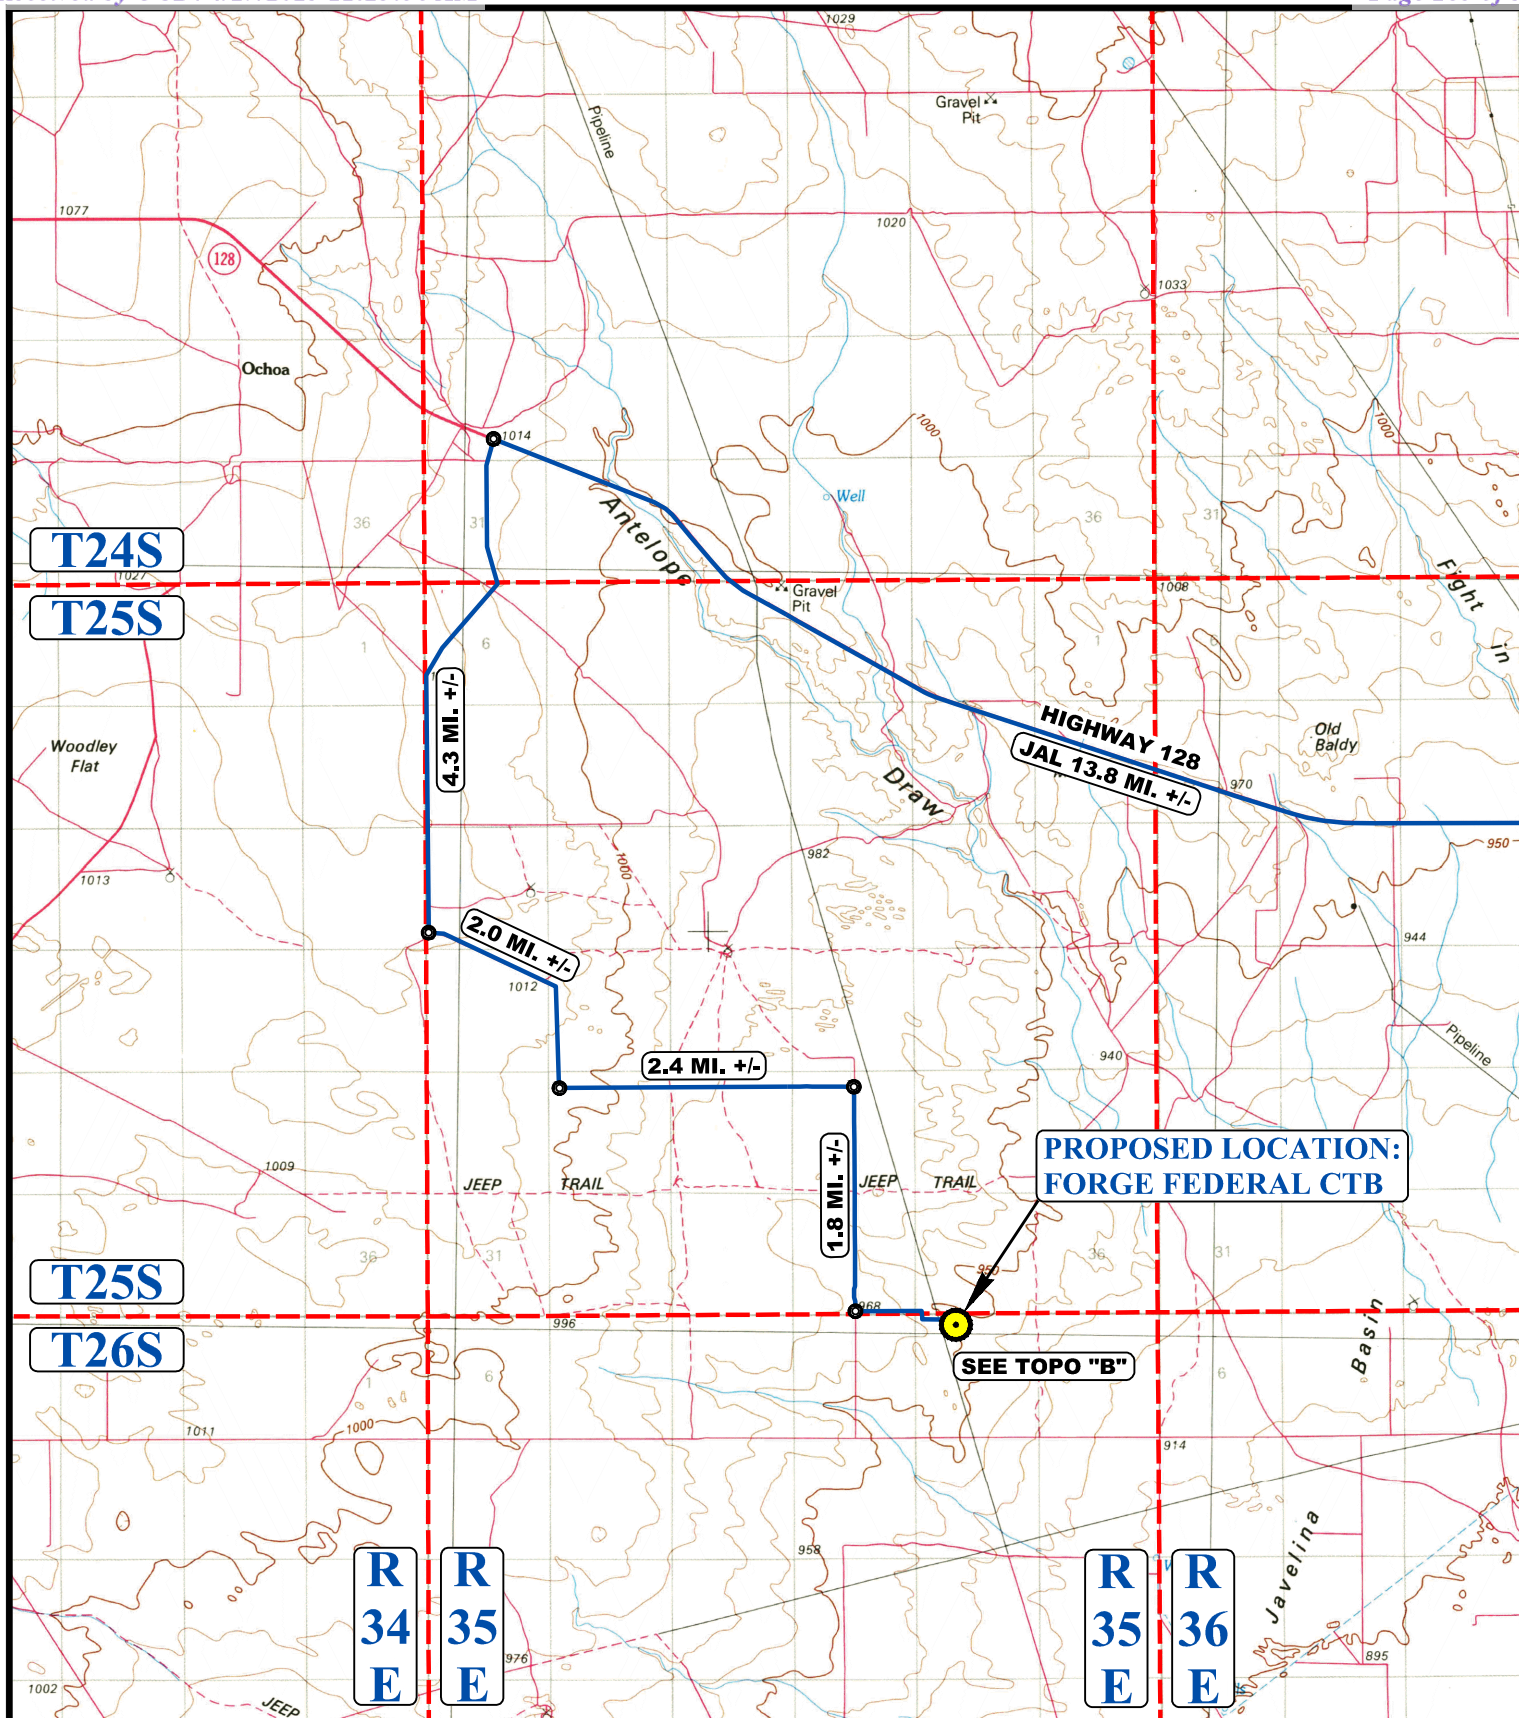 1029
Pipeline
Gravel
Pit
1077
128
1020
1033
Ochoa
1014
1000
1000
Well
36
31
36
31
Antelope
T24S
1027
T25S
Gravel
Pit
1008
Fight
in
1
6
1
6
4.3 MI. +/-
HIGHWAY 128
JAL 13.8 MI. +/-
Old
Baldy
Woodley
Flat
Draw
970
950
982
1000
1013
2.0 MI. +/-
944
1012
Pipeline
940
2.4 MI. +/-
1.8 MI. +/-
PROPOSED LOCATION:
FORGE FEDERAL CTB
1009
JEEP TRAIL
JEEP TRAIL
36
31
36
31
950
T25S
968
996
T26S
Basin
SEE TOPO "B"
1
6
6
1000
1011
914
958
Javelina
R
34
E
R
35
E
R
35
E
R
36
E
976
895
1002
JEEP